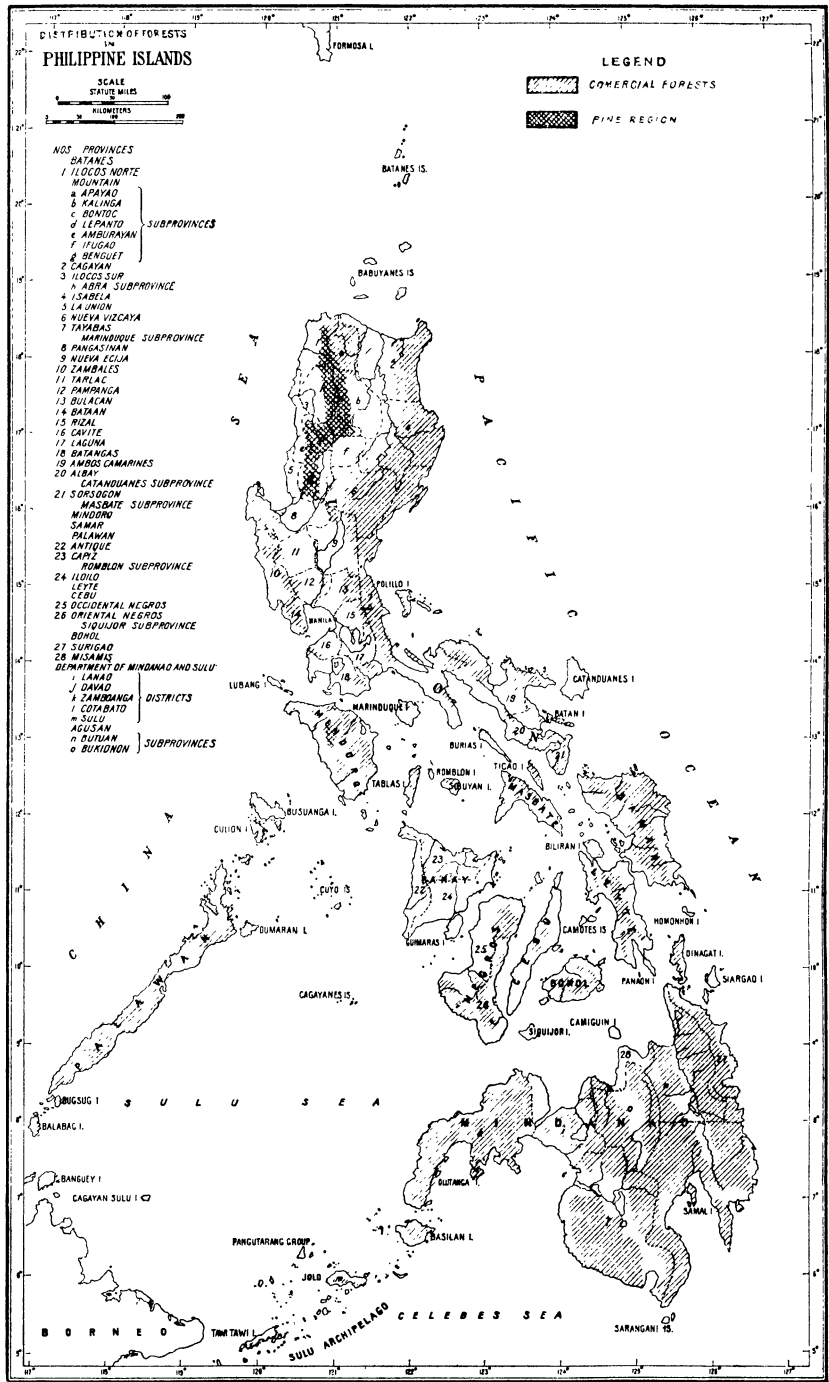 DISTRIBUTION OF FORESTS
IN
PHILIPPINE ISLANDS
SCALE
STATUTE MILES
0 50 100
KILOMETERS
0 50 100 200
NOS PROVINCES
BATANES
1 ILOCOS NORTE
MOUNTAIN
a APAYAO
b KALINGA
c BONTOC
d LEPANTO
e AMBURAYAN
f IFUGAO
g BENGUET
SUBPROVINCES
2 CAGAYAN
3 ILOCOS SUR
h ABRA SUBPROVINCE
4 ISABELA
5 LA UNION
6 NUEVA VIZCAYA
7 TAYABAS
MARINDUQUE SUBPROVINCE
8 PANGASINAN
9 NUEVA ECIJA
10 ZAMBALES
11 TARLAC
12 PAMPANGA
13 BULACAN
14 BATAAN
15 RIZAL
16 CAVITE
17 LAGUNA
18 BATANGAS
19 AMBOS CAMARINES
20 ALBAY
CATANDUANES SUBPROVINCE
21 SORSOGON
MASBATE SUBPROVINCE
MINDORO
SAMAR
PALAWAN
22 ANTIQUE
23 CAPIZ
ROMBLON SUBPROVINCE
24 ILOILO
LEYTE
CEBU
25 OCCIDENTAL NEGROS
26 ORIENTAL NEGROS
SIQUIJOR SUBPROVINCE
BOHOL
27 SURIGAO
28 MISAMIS
DEPARTMENT OF MINDANAO AND SULU
i LANAO
j DAVAO
k ZAMBOANGA
l COTABATO
m SULU
DISTRICTS
AGUSAN
n BUTUAN
o BUKIDNON
SUBPROVINCES
LEGEND
COMERCIAL FORESTS
PINE REGION
FORMOSA I.
BATANES IS.
BABUYANES IS
CHINA SEA
PACIFIC OCEAN
POLILLO I
MANILA
LUBANG I
MARINDUQUE I
CATANDUANES I
BATAN I
BURIAS I
TICAO I
MINDORO
TABLAS I
ROMBLON I
SIBUYAN I.
MASBATE
BUSUANGA I.
CULION I
SAMAR
BILIRAN I
PANAY
LEYTE
CUYO IS
DUMARAN I.
GUIMARAS I
CAMOTES IS
HOMONHON I
DINAGAT I.
SIARGAO I
PANAON I
NEGROS
CEBU
BOHOL
PALAWAN
CAGAYANES IS
SIQUIJOR I.
CAMIGUIN I
BUGSUG I
SULU SEA
BALABAC I.
MINDANAO
BANGUEY I
CAGAYAN SULU I
OLUTANGA I.
SAMAL I
BASILAN I.
PANGUTARANG GROUP
JOLO
CELEBES SEA
SARANGANI IS.
BORNEO
TAWI TAWI I
SULU ARCHIPELAGO